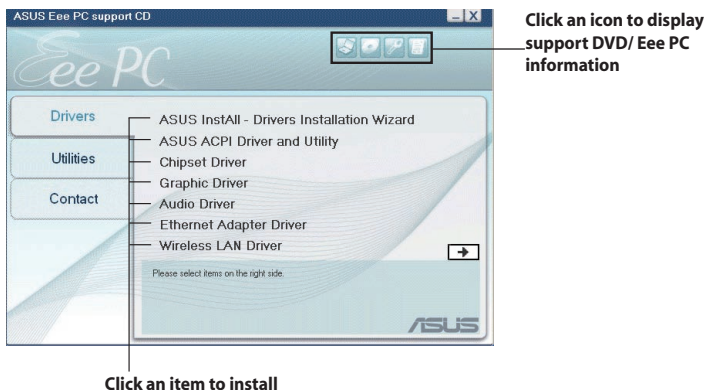 ASUS Eee PC support CD
X
Click an icon to display
support DVD/ Eee PC
information
Eee PC
Drivers
Utilities
Contact
ASUS InstAll - Drivers Installation Wizard
ASUS ACPI Driver and Utility
Chipset Driver
Graphic Driver
Audio Driver
Ethernet Adapter Driver
Wireless LAN Driver
Please select items on the right side.
ASUS
Click an item to install